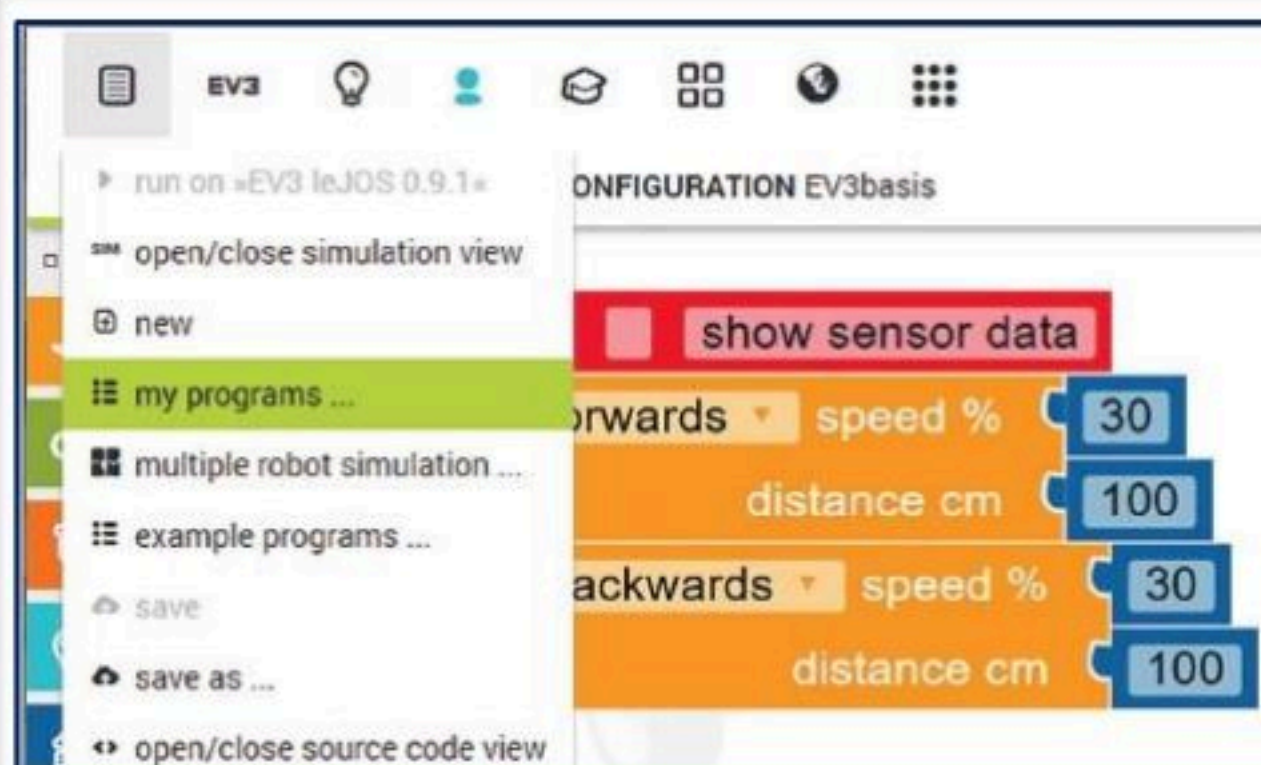 EV3
run on »EV3 leJOS 0.9.1«
ONFIGURATION EV3basis
SIM open/close simulation view
new
show sensor data
my programs ...
orwards speed % 30
multiple robot simulation ...
distance cm 100
example programs ...
ackwards speed % 30
save
save as ...
distance cm 100
open/close source code view